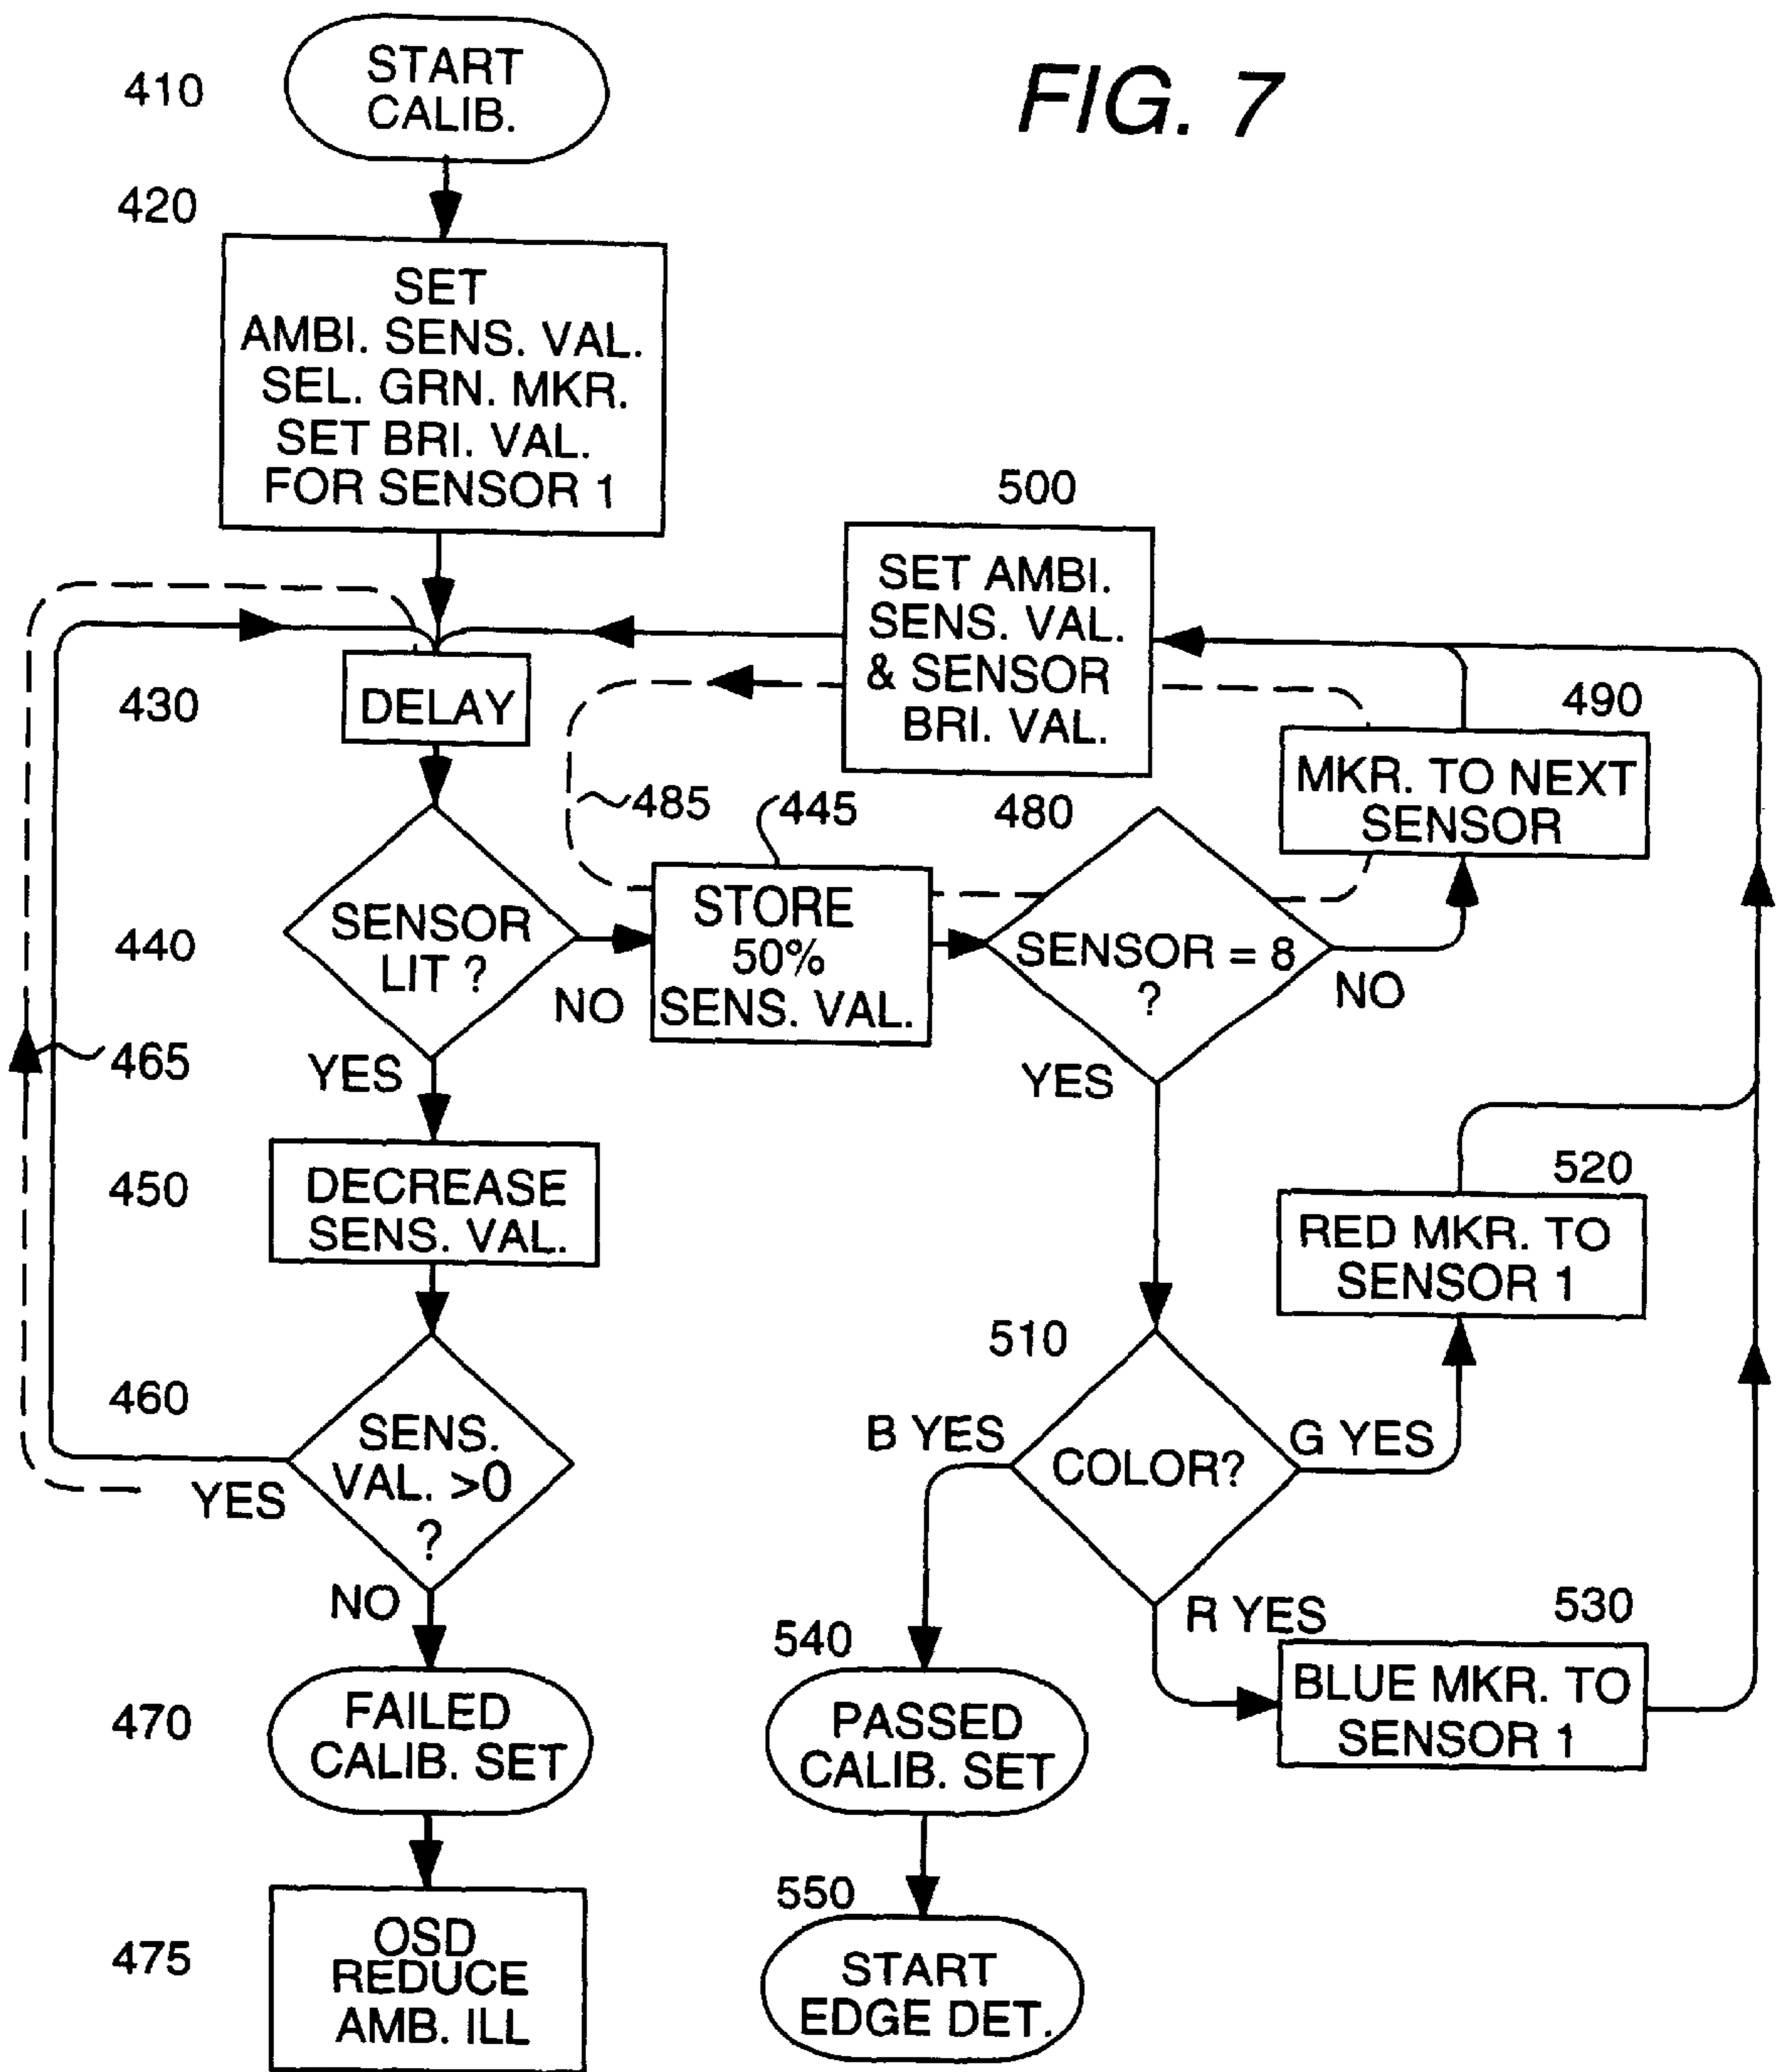 FIG. 7
410
START
CALIB.
420
SET
AMBI. SENS. VAL.
SEL. GRN. MKR.
SET BRI. VAL.
FOR SENSOR 1
500
SET AMBI.
SENS. VAL.
& SENSOR
BRI. VAL.
430
DELAY
490
MKR. TO NEXT
SENSOR
485
445
480
440
SENSOR
LIT ?
NO
STORE
50%
SENS. VAL.
SENSOR = 8
?
NO
465
YES
YES
450
DECREASE
SENS. VAL.
520
RED MKR. TO
SENSOR 1
510
460
SENS.
VAL. >0
?
YES
B YES
COLOR?
G YES
NO
R YES
530
BLUE MKR. TO
SENSOR 1
540
470
FAILED
CALIB. SET
PASSED
CALIB. SET
550
475
OSD
REDUCE
AMB. ILL
START
EDGE DET.